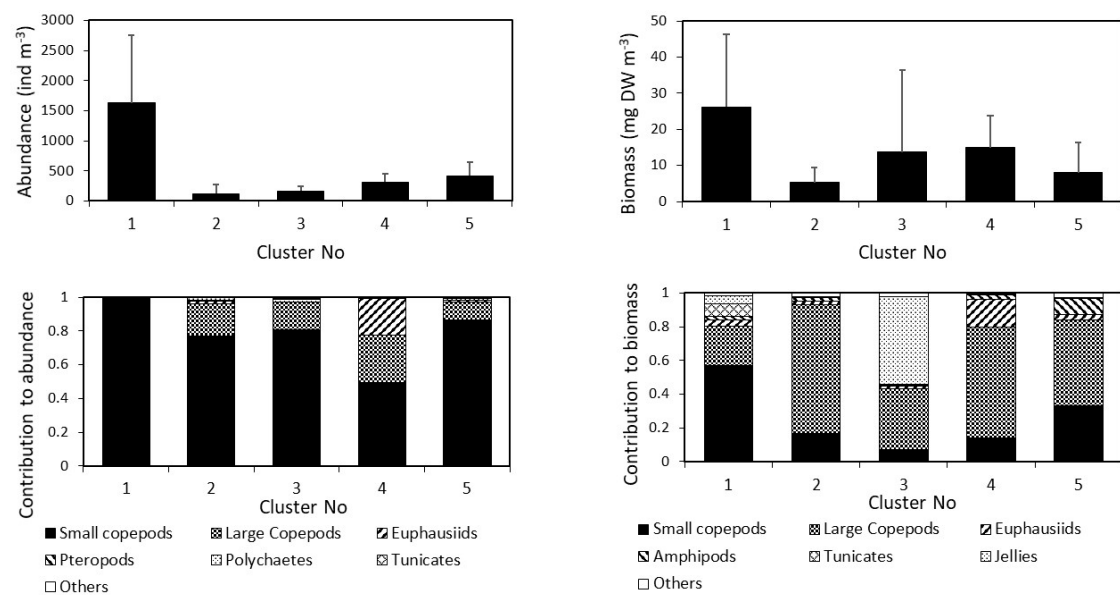 Abundance (ind m⁻³)
3000
2500
2000
1500
1000
500
0
1 2 3 4 5
Cluster No
Biomass (mg DW m⁻³)
50
40
30
20
10
0
1 2 3 4 5
Cluster No
Contribution to abundance
1
0.8
0.6
0.4
0.2
0
1 2 3 4 5
Cluster No
Small copepods Large Copepods Euphausiids
Pteropods Polychaetes Tunicates
Others
Contribution to biomass
1
0.8
0.6
0.4
0.2
0
1 2 3 4 5
Cluster No
Small copepods Large Copepods Euphausiids
Amphipods Tunicates Jellies
Others